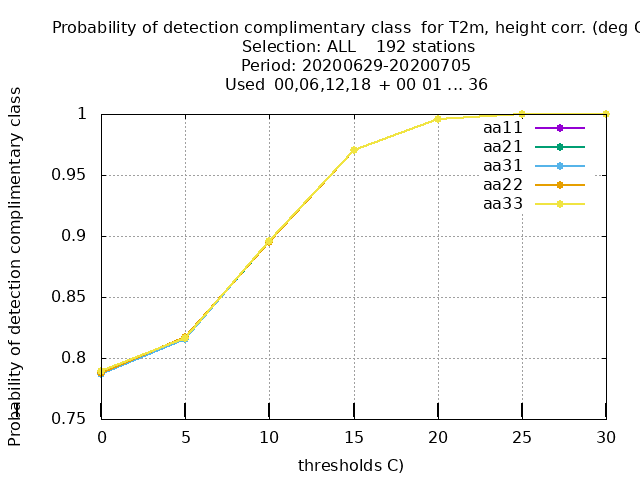 Probability of detection complimentary class for T2m, height corr. (deg C
Selection: ALL 192 stations
Period: 20200629-20200705
Used 00,06,12,18 + 00 01 ... 36
Probability of detection complimentary class
1
0.95
0.9
0.85
0.8
0.75
aa11
aa21
aa31
aa22
aa33
0 5 10 15 20 25 30
thresholds C)